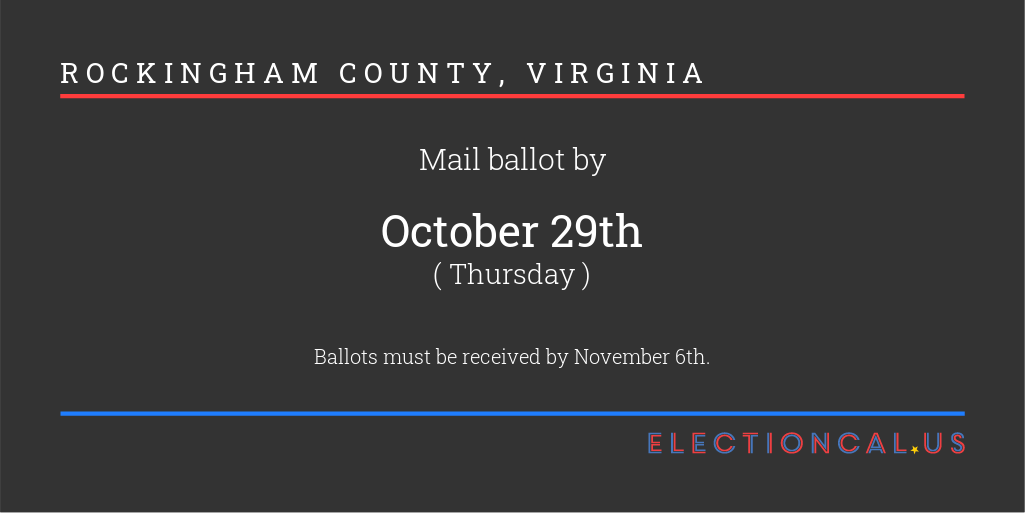 ROCKINGHAM COUNTY, VIRGINIA
Mail ballot by
October 29th
( Thursday )
Ballots must be received by November 6th.
ELECTIONCAL.US